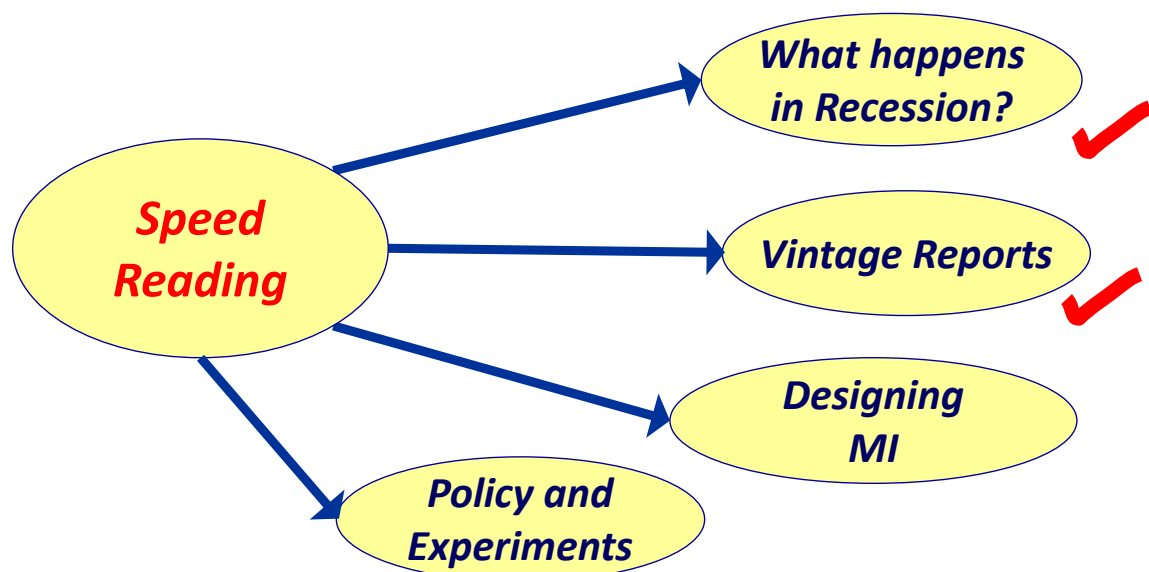 What happens
in Recession?
Speed
Reading
Vintage Reports
Designing
MI
Policy and
Experiments